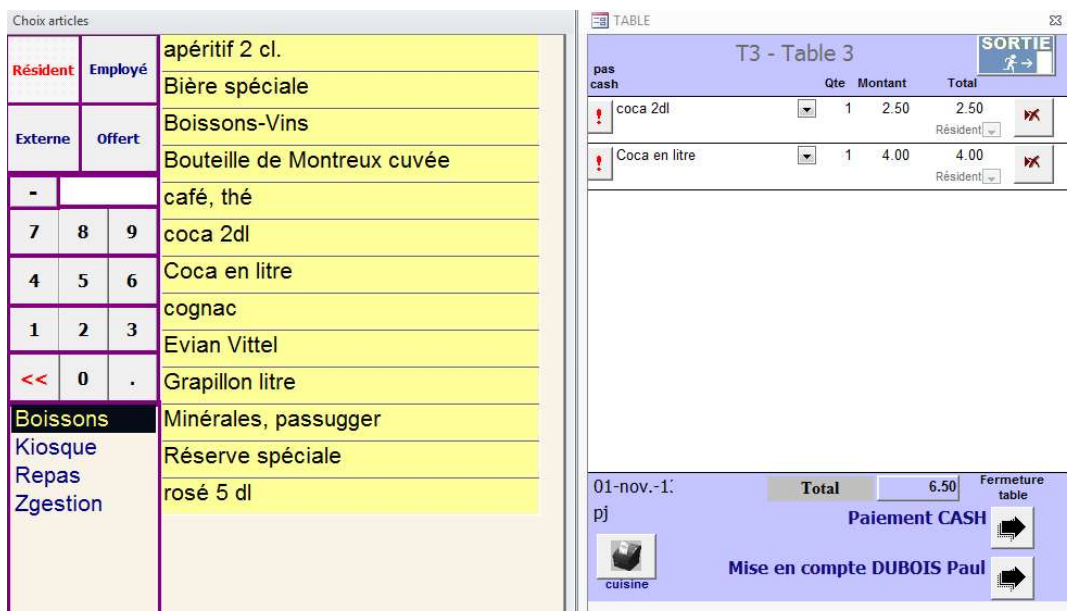 Choix articles
Résident
Employé
Externe
Offert
-
7 8 9
4 5 6
1 2 3
<< 0 .
Boissons
Kiosque
Repas
Zgestion
apéritif 2 cl.
Bière spéciale
Boissons-Vins
Bouteille de Montreux cuvée
café, thé
coca 2dl
Coca en litre
cognac
Evian Vittel
Grapillon litre
Minérales, passugger
Réserve spéciale
rosé 5 dl
TABLE
T3 - Table 3
SORTIE
pas
cash
Qte Montant Total
! coca 2dl 1 2.50 2.50
Résident
! Coca en litre 1 4.00 4.00
Résident
01-nov.-1
Total 6.50
Fermeture
table
pj
Paiement CASH
cuisine
Mise en compte DUBOIS Paul